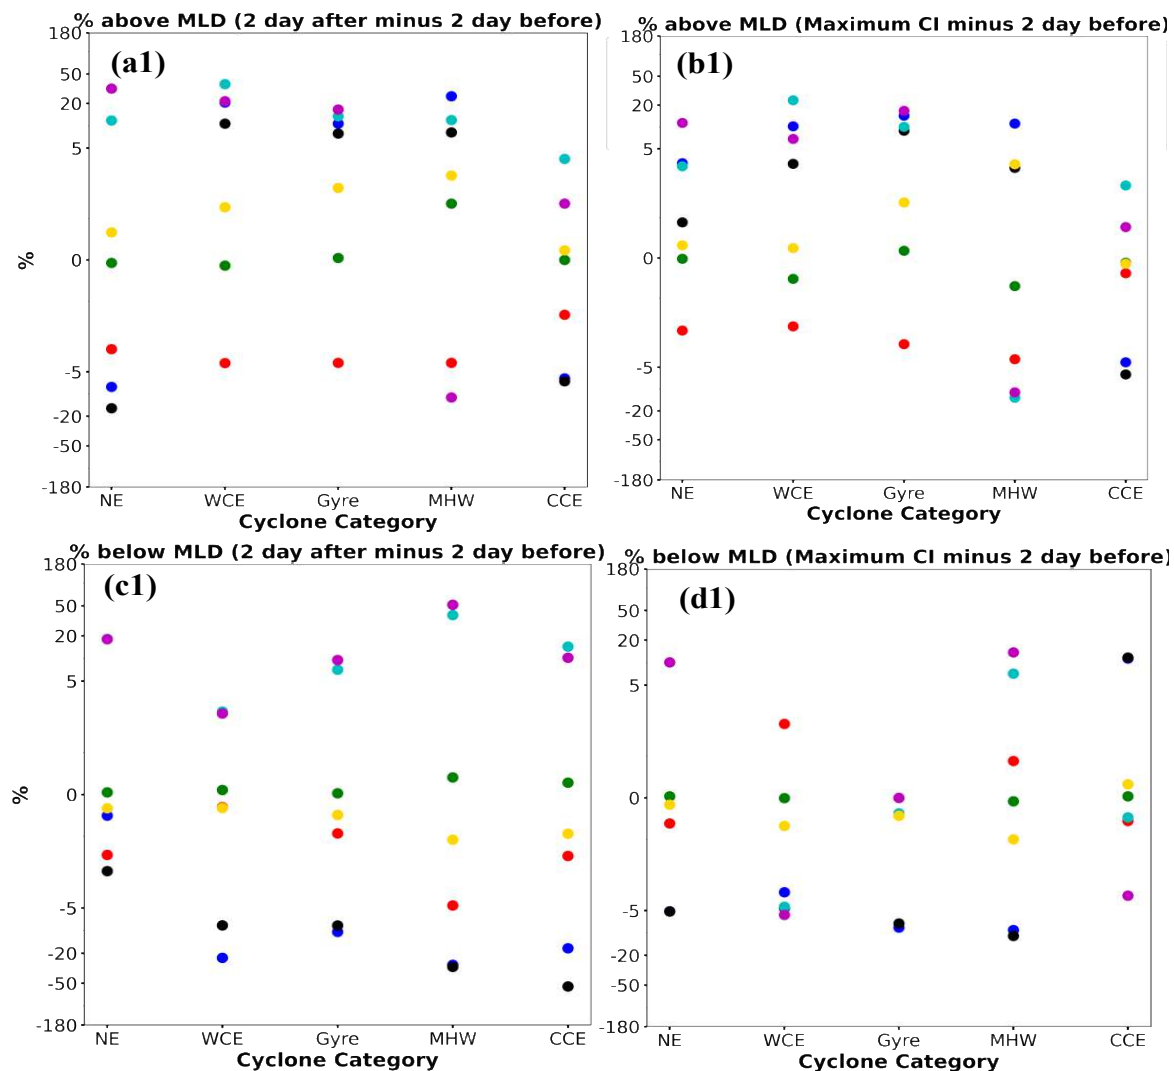 % above MLD (2 day after minus 2 day before)
180
(a1)
50
20
5
0
-5
-20
-50
-180
%
NE WCE Gyre MHW CCE
Cyclone Category
% above MLD (Maximum CI minus 2 day before)
180
(b1)
50
20
5
0
-5
-20
-50
-180
NE WCE Gyre MHW CCE
Cyclone Category
% below MLD (2 day after minus 2 day before)
180
(c1)
50
20
5
0
-5
-20
-50
-180
%
NE WCE Gyre MHW CCE
Cyclone Category
% below MLD (Maximum CI minus 2 day before)
180
(d1)
50
20
5
0
-5
-20
-50
-180
NE WCE Gyre MHW CCE
Cyclone Category